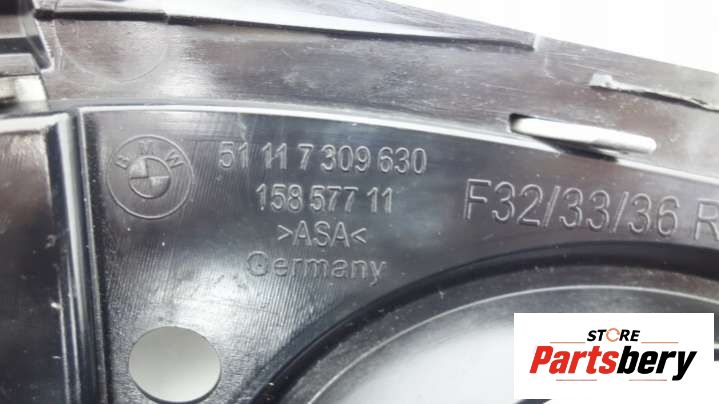 BMW
51 11 7 309 630
158 577 11
>ASA<
Germany
F32/33/36 R
STORE
Partsbery